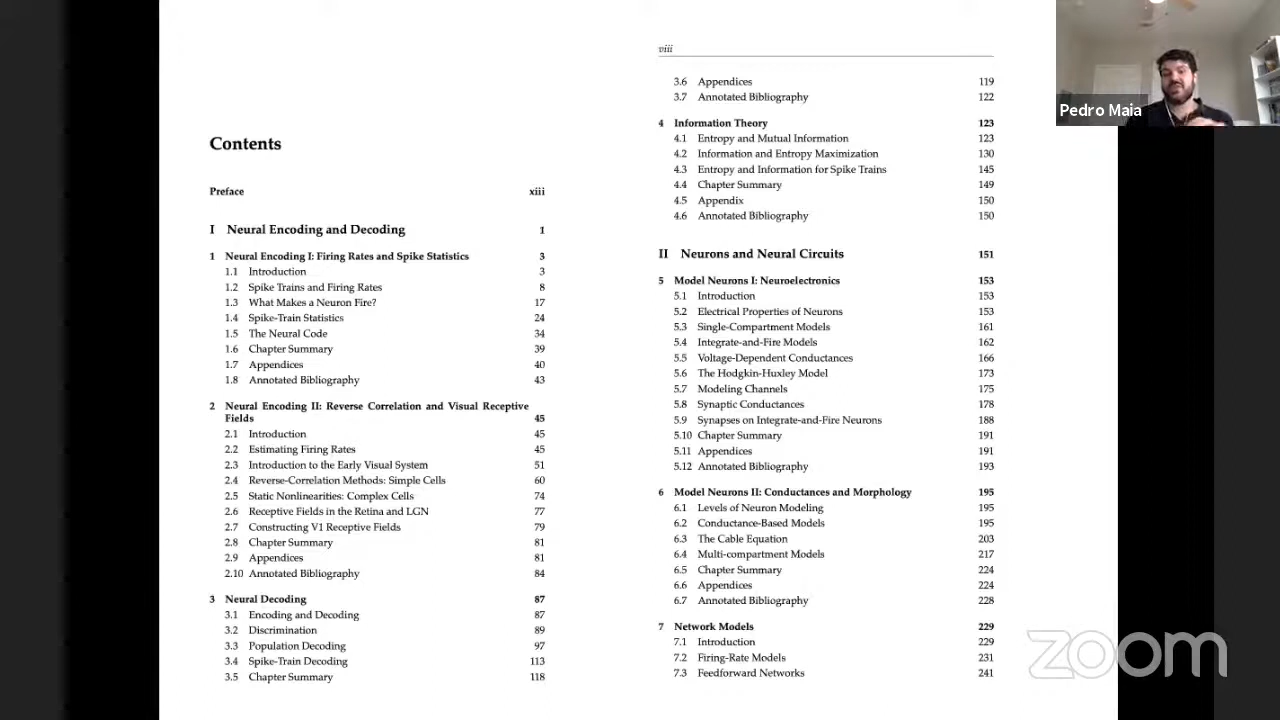 Contents
Preface xiii
I Neural Encoding and Decoding 1
1 Neural Encoding I: Firing Rates and Spike Statistics 3
1.1 Introduction 3
1.2 Spike Trains and Firing Rates 8
1.3 What Makes a Neuron Fire? 17
1.4 Spike-Train Statistics 24
1.5 The Neural Code 34
1.6 Chapter Summary 39
1.7 Appendices 40
1.8 Annotated Bibliography 43
2 Neural Encoding II: Reverse Correlation and Visual Receptive
Fields 45
2.1 Introduction 45
2.2 Estimating Firing Rates 45
2.3 Introduction to the Early Visual System 51
2.4 Reverse-Correlation Methods: Simple Cells 60
2.5 Static Nonlinearities: Complex Cells 74
2.6 Receptive Fields in the Retina and LGN 77
2.7 Constructing V1 Receptive Fields 79
2.8 Chapter Summary 81
2.9 Appendices 81
2.10 Annotated Bibliography 84
3 Neural Decoding 87
3.1 Encoding and Decoding 87
3.2 Discrimination 89
3.3 Population Decoding 97
3.4 Spike-Train Decoding 113
3.5 Chapter Summary 118
viii
3.6 Appendices 119
3.7 Annotated Bibliography 122
4 Information Theory 123
4.1 Entropy and Mutual Information 123
4.2 Information and Entropy Maximization 130
4.3 Entropy and Information for Spike Trains 145
4.4 Chapter Summary 149
4.5 Appendix 150
4.6 Annotated Bibliography 150
II Neurons and Neural Circuits 151
5 Model Neurons I: Neuroelectronics 153
5.1 Introduction 153
5.2 Electrical Properties of Neurons 153
5.3 Single-Compartment Models 161
5.4 Integrate-and-Fire Models 162
5.5 Voltage-Dependent Conductances 166
5.6 The Hodgkin-Huxley Model 173
5.7 Modeling Channels 175
5.8 Synaptic Conductances 178
5.9 Synapses on Integrate-and-Fire Neurons 188
5.10 Chapter Summary 191
5.11 Appendices 191
5.12 Annotated Bibliography 193
6 Model Neurons II: Conductances and Morphology 195
6.1 Levels of Neuron Modeling 195
6.2 Conductance-Based Models 195
6.3 The Cable Equation 203
6.4 Multi-compartment Models 217
6.5 Chapter Summary 224
6.6 Appendices 224
6.7 Annotated Bibliography 228
7 Network Models 229
7.1 Introduction 229
7.2 Firing-Rate Models 231
7.3 Feedforward Networks 241
Pedro Maia
zoom